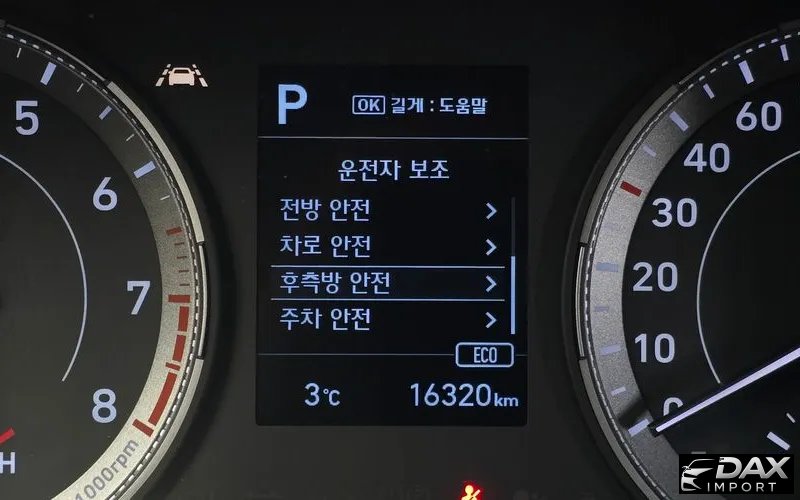 P
OK 길게 : 도움말
운전자 보조
전방 안전
차로 안전
후측방 안전
주차 안전
ECO
3°C
16320km
5
6
7
8
1000rpm
H
60
40
30
20
10
0
DAX
IMPORT